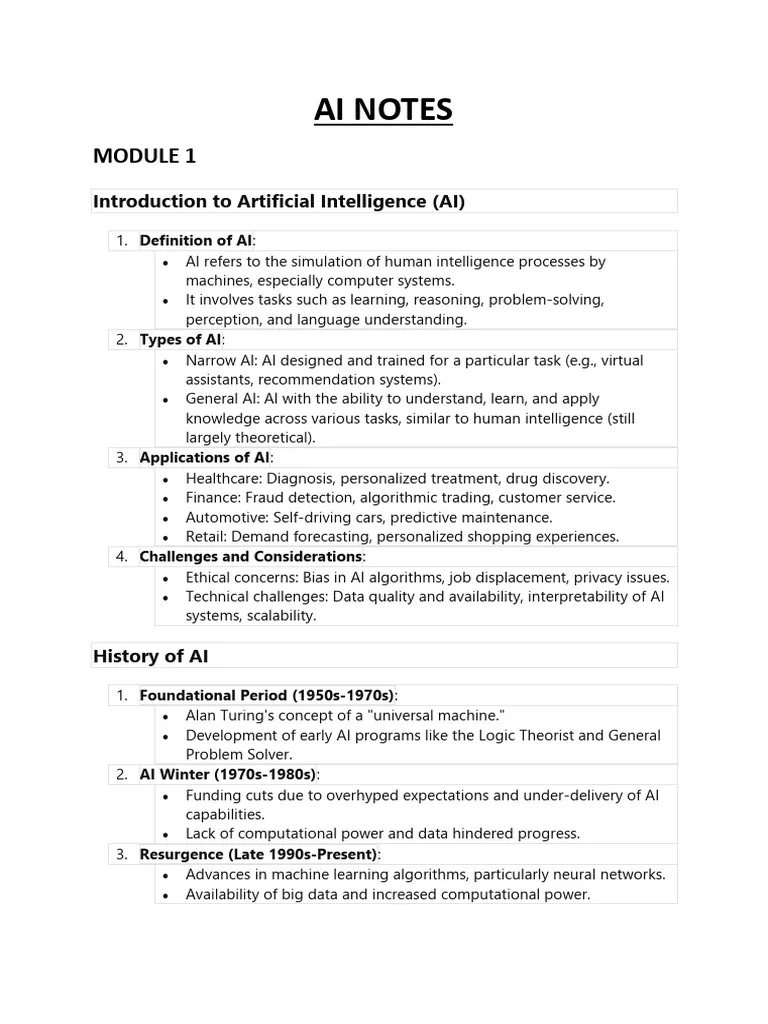 AI NOTES
MODULE 1
Introduction to Artificial Intelligence (AI)
1. Definition of AI:
• AI refers to the simulation of human intelligence processes by
machines, especially computer systems.
• It involves tasks such as learning, reasoning, problem-solving,
perception, and language understanding.
2. Types of AI:
• Narrow AI: AI designed and trained for a particular task (e.g., virtual
assistants, recommendation systems).
• General AI: AI with the ability to understand, learn, and apply
knowledge across various tasks, similar to human intelligence (still
largely theoretical).
3. Applications of AI:
• Healthcare: Diagnosis, personalized treatment, drug discovery.
• Finance: Fraud detection, algorithmic trading, customer service.
• Automotive: Self-driving cars, predictive maintenance.
• Retail: Demand forecasting, personalized shopping experiences.
4. Challenges and Considerations:
• Ethical concerns: Bias in AI algorithms, job displacement, privacy issues.
• Technical challenges: Data quality and availability, interpretability of AI
systems, scalability.
History of AI
1. Foundational Period (1950s-1970s):
• Alan Turing's concept of a "universal machine."
• Development of early AI programs like the Logic Theorist and General
Problem Solver.
2. AI Winter (1970s-1980s):
• Funding cuts due to overhyped expectations and under-delivery of AI
capabilities.
• Lack of computational power and data hindered progress.
3. Resurgence (Late 1990s-Present):
• Advances in machine learning algorithms, particularly neural networks.
• Availability of big data and increased computational power.